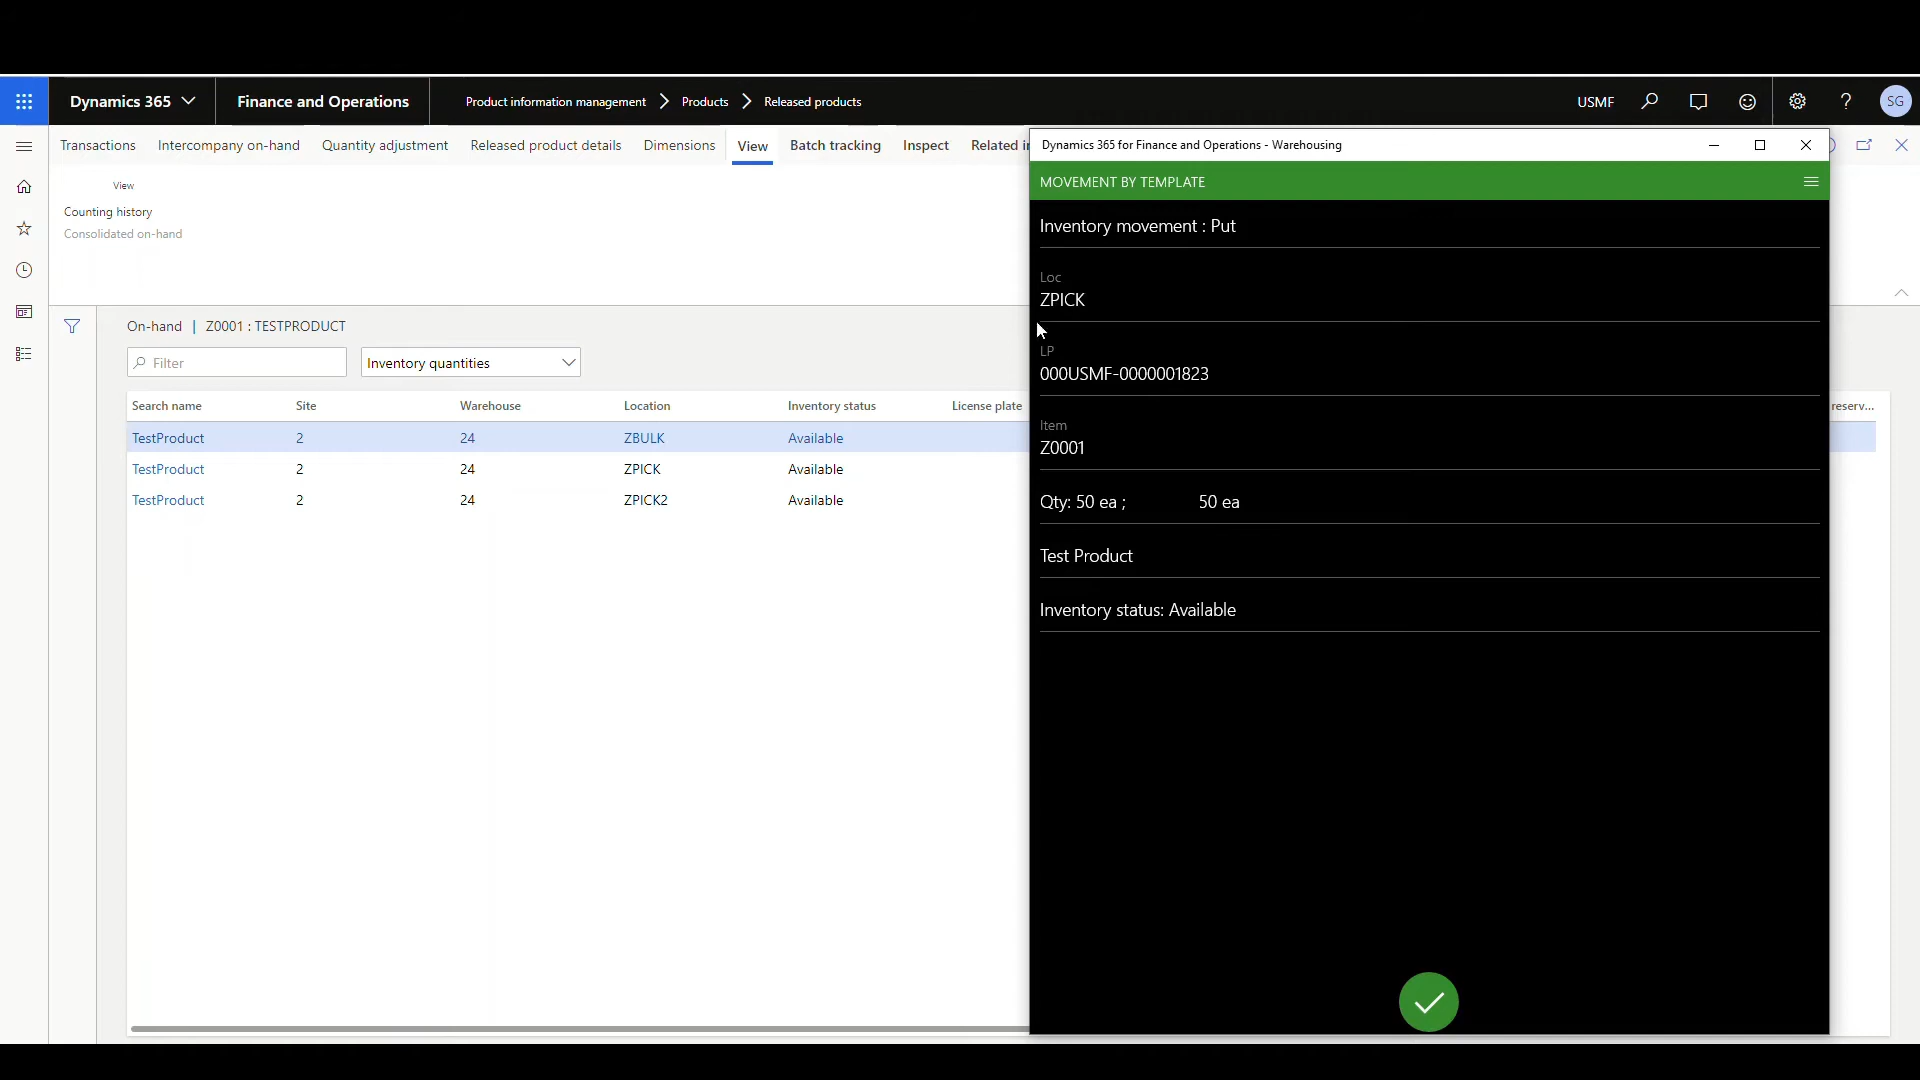 Dynamics 365
Finance and Operations
Product information management
Products
Released products
USMF
?
SG
Transactions
Intercompany on-hand
Quantity adjustment
Released product details
Dimensions
View
Batch tracking
Inspect
Related
View
Counting history
Consolidated on-hand
On-hand | Z0001 : TESTPRODUCT
Filter
Inventory quantities
Search name Site Warehouse Location Inventory status License plate
reserv...
TestProduct 2 24 ZBULK Available
TestProduct 2 24 ZPICK Available
TestProduct 2 24 ZPICK2 Available
Dynamics 365 for Finance and Operations - Warehousing
MOVEMENT BY TEMPLATE
Inventory movement : Put
Loc
ZPICK
LP
000USMF-0000001823
Item
Z0001
Qty: 50 ea ; 50 ea
Test Product
Inventory status: Available